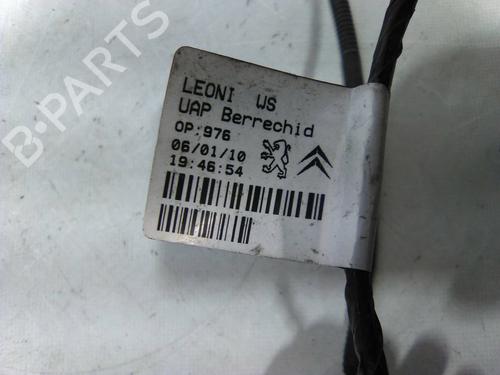 B-PARTS
LEONI WS
UAP Berrechid
OP:976
06/01/10
19:46:54